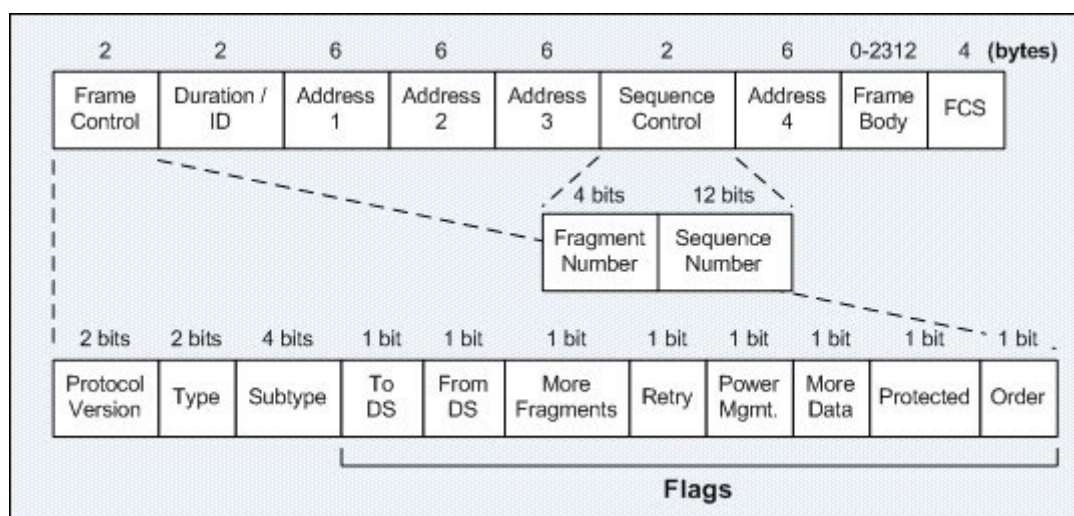 2 2 6 6 6 2 6 0-2312 4 (bytes)
Frame Control
Duration / ID
Address 1
Address 2
Address 3
Sequence Control
Address 4
Frame Body
FCS
4 bits 12 bits
Fragment Number
Sequence Number
2 bits 2 bits 4 bits 1 bit 1 bit 1 bit 1 bit 1 bit 1 bit 1 bit 1 bit
Protocol Version
Type
Subtype
To DS
From DS
More Fragments
Retry
Power Mgmt.
More Data
Protected
Order
Flags